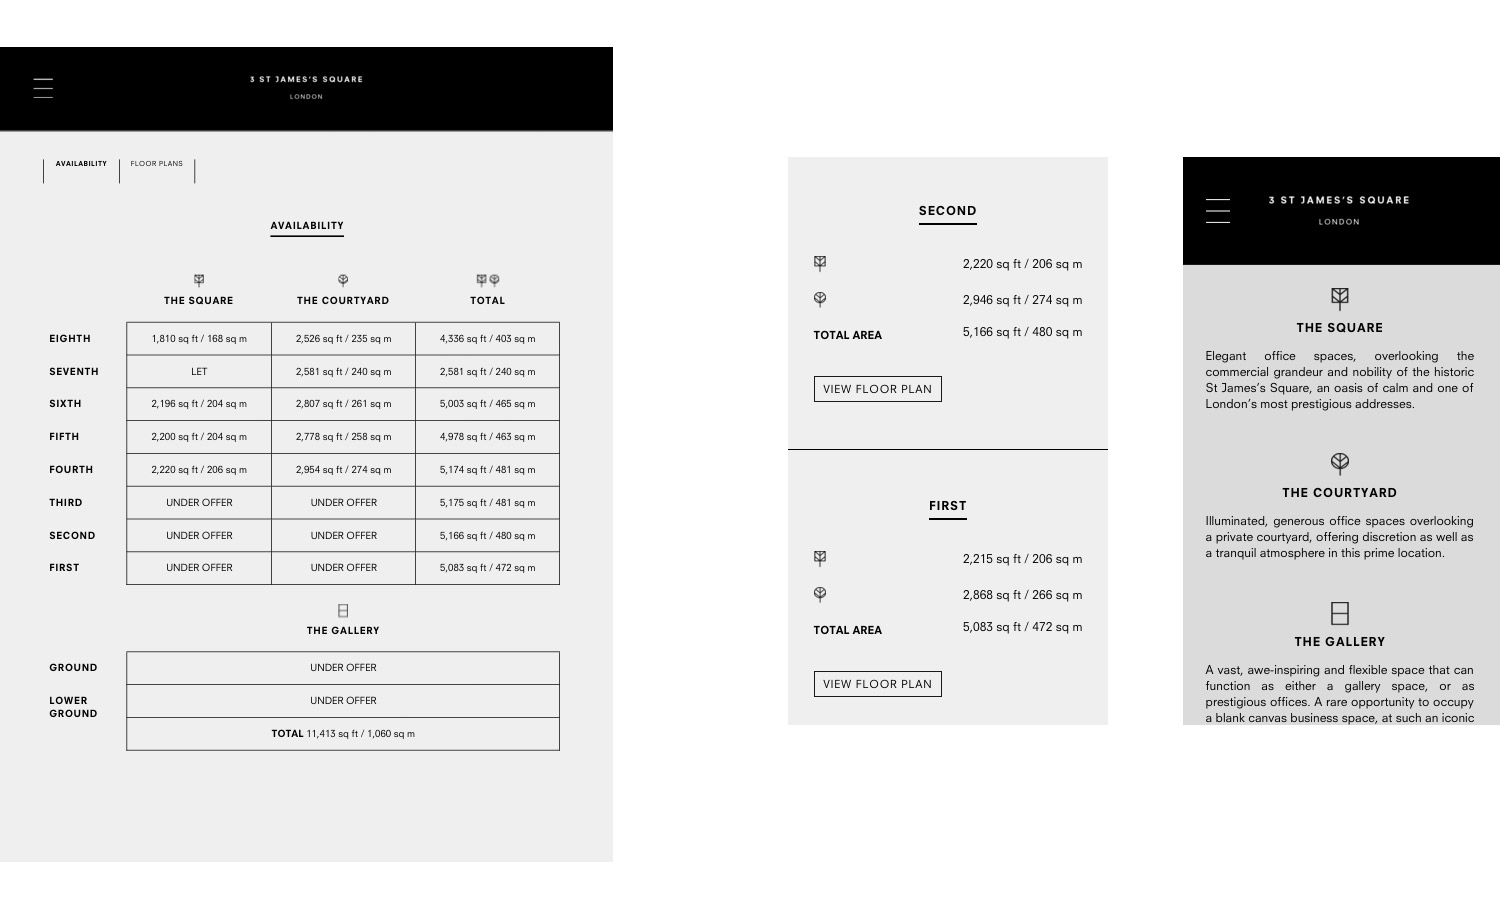 3 ST JAMES'S SQUARE
LONDON
AVAILABILITY FLOOR PLANS
AVAILABILITY
THE SQUARE THE COURTYARD TOTAL
EIGHTH 1,810 sq ft / 168 sq m 2,526 sq ft / 235 sq m 4,336 sq ft / 403 sq m
SEVENTH LET 2,581 sq ft / 240 sq m 2,581 sq ft / 240 sq m
SIXTH 2,196 sq ft / 204 sq m 2,807 sq ft / 261 sq m 5,003 sq ft / 465 sq m
FIFTH 2,200 sq ft / 204 sq m 2,778 sq ft / 258 sq m 4,978 sq ft / 463 sq m
FOURTH 2,220 sq ft / 206 sq m 2,954 sq ft / 274 sq m 5,174 sq ft / 481 sq m
THIRD UNDER OFFER UNDER OFFER 5,175 sq ft / 481 sq m
SECOND UNDER OFFER UNDER OFFER 5,166 sq ft / 480 sq m
FIRST UNDER OFFER UNDER OFFER 5,083 sq ft / 472 sq m
THE GALLERY
GROUND UNDER OFFER
LOWER GROUND UNDER OFFER
TOTAL 11,413 sq ft / 1,060 sq m
SECOND
2,220 sq ft / 206 sq m
2,946 sq ft / 274 sq m
TOTAL AREA 5,166 sq ft / 480 sq m
VIEW FLOOR PLAN
FIRST
2,215 sq ft / 206 sq m
2,868 sq ft / 266 sq m
TOTAL AREA 5,083 sq ft / 472 sq m
VIEW FLOOR PLAN
3 ST JAMES'S SQUARE
LONDON
THE SQUARE
Elegant office spaces, overlooking the
commercial grandeur and nobility of the historic
St James's Square, an oasis of calm and one of
London's most prestigious addresses.
THE COURTYARD
Illuminated, generous office spaces overlooking
a private courtyard, offering discretion as well as
a tranquil atmosphere in this prime location.
THE GALLERY
A vast, awe-inspiring and flexible space that can
function as either a gallery space, or as
prestigious offices. A rare opportunity to occupy
a blank canvas business space, at such an iconic